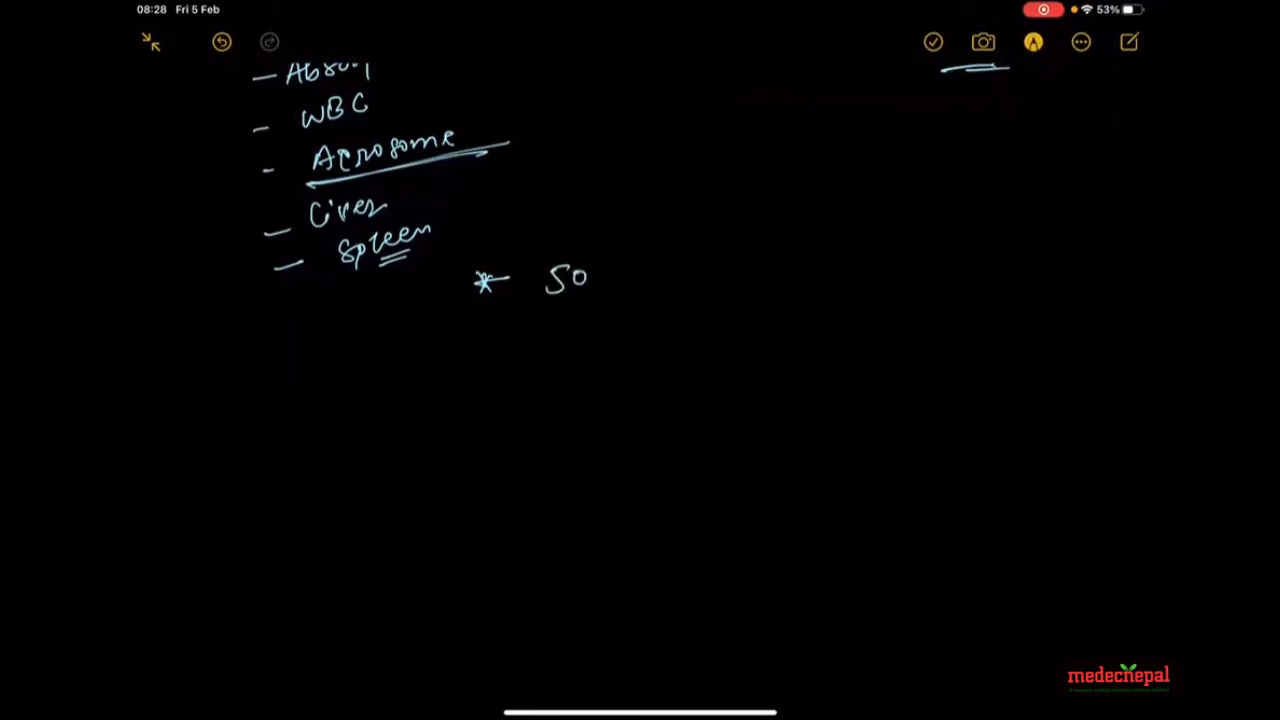 08:28 Fri 5 Feb 53%
- WBC
- Acrosome
- Liver
- Spleen
* 50
medecnepal